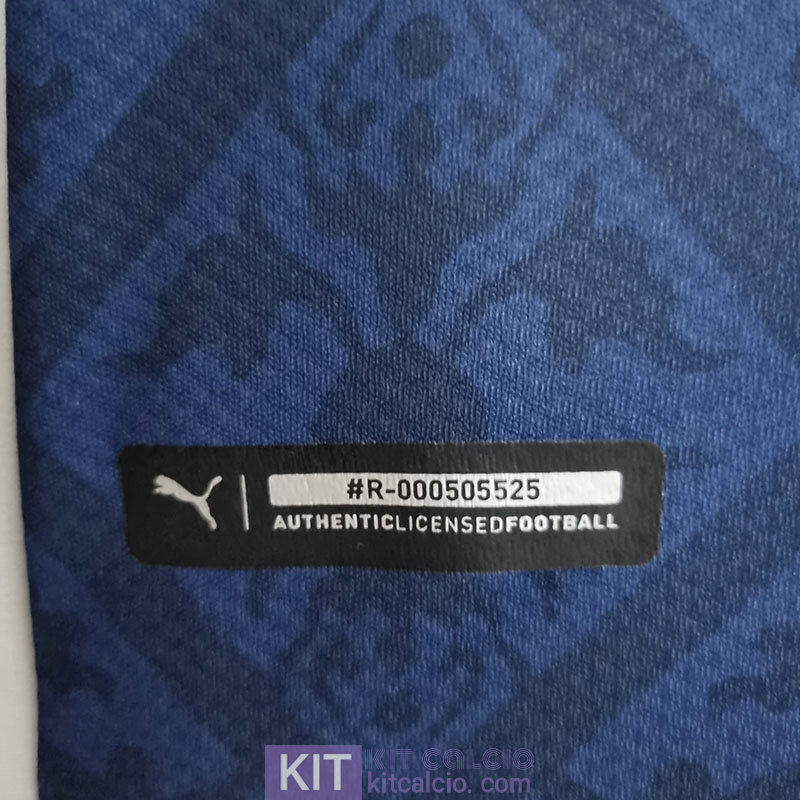 #R-000505525
AUTHENTICLICENSEDFOOTBALL
KIT KIT CALCIO
kitcalcio. com